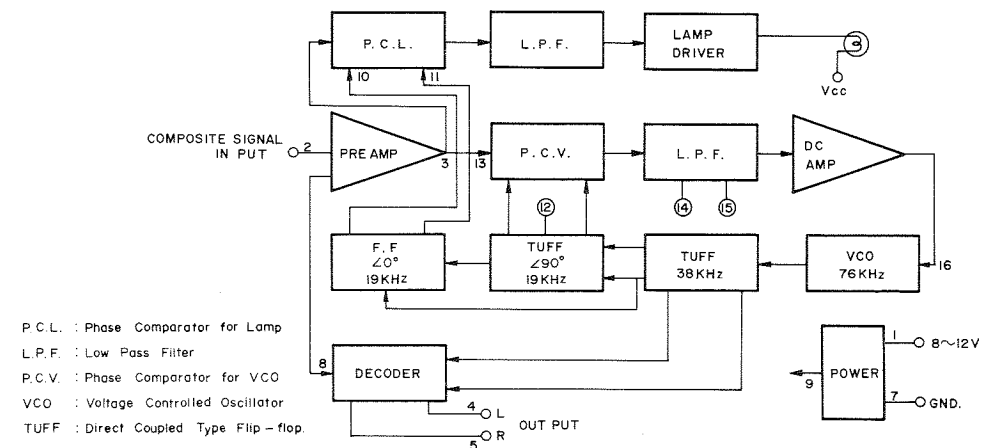 P. C. L.
L. P. F.
LAMP
DRIVER
10
11
Vcc
COMPOSITE SIGNAL
IN PUT
2
PRE AMP
3
13
P. C. V.
L. P. F.
DC
AMP
12
14
15
F. F
∠0°
19KHz
TUFF
∠90°
19KHz
TUFF
38KHz
VCO
76KHz
16
P.C.L. : Phase Comparator for Lamp
L.P.F. : Low Pass Filter
P.C.V. : Phase Comparator for VCO
VCO : Voltage Controlled Oscillator
TUFF : Direct Coupled Type Flip-flop.
8
DECODER
4
L
5
R
OUT PUT
9
POWER
1
8~12V
7
GND.